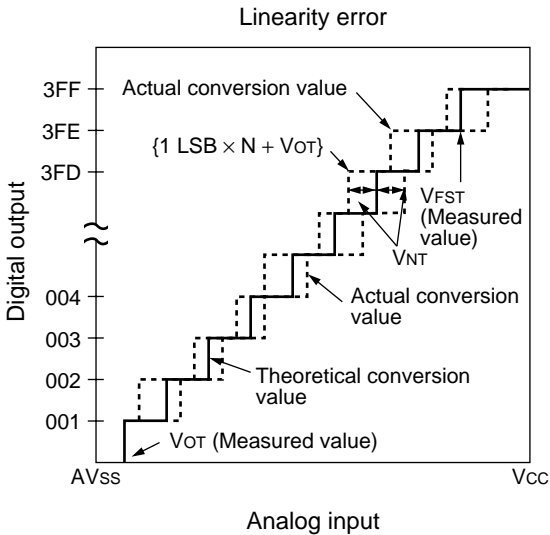 Linearity error
3FF
3FE
3FD
004
003
002
001
AVSS
VCC
Digital output
Analog input
Actual conversion value
{1 LSB × N + VOT}
VFST
(Measured
value)
VNT
Actual conversion
value
Theoretical conversion
value
VOT (Measured value)